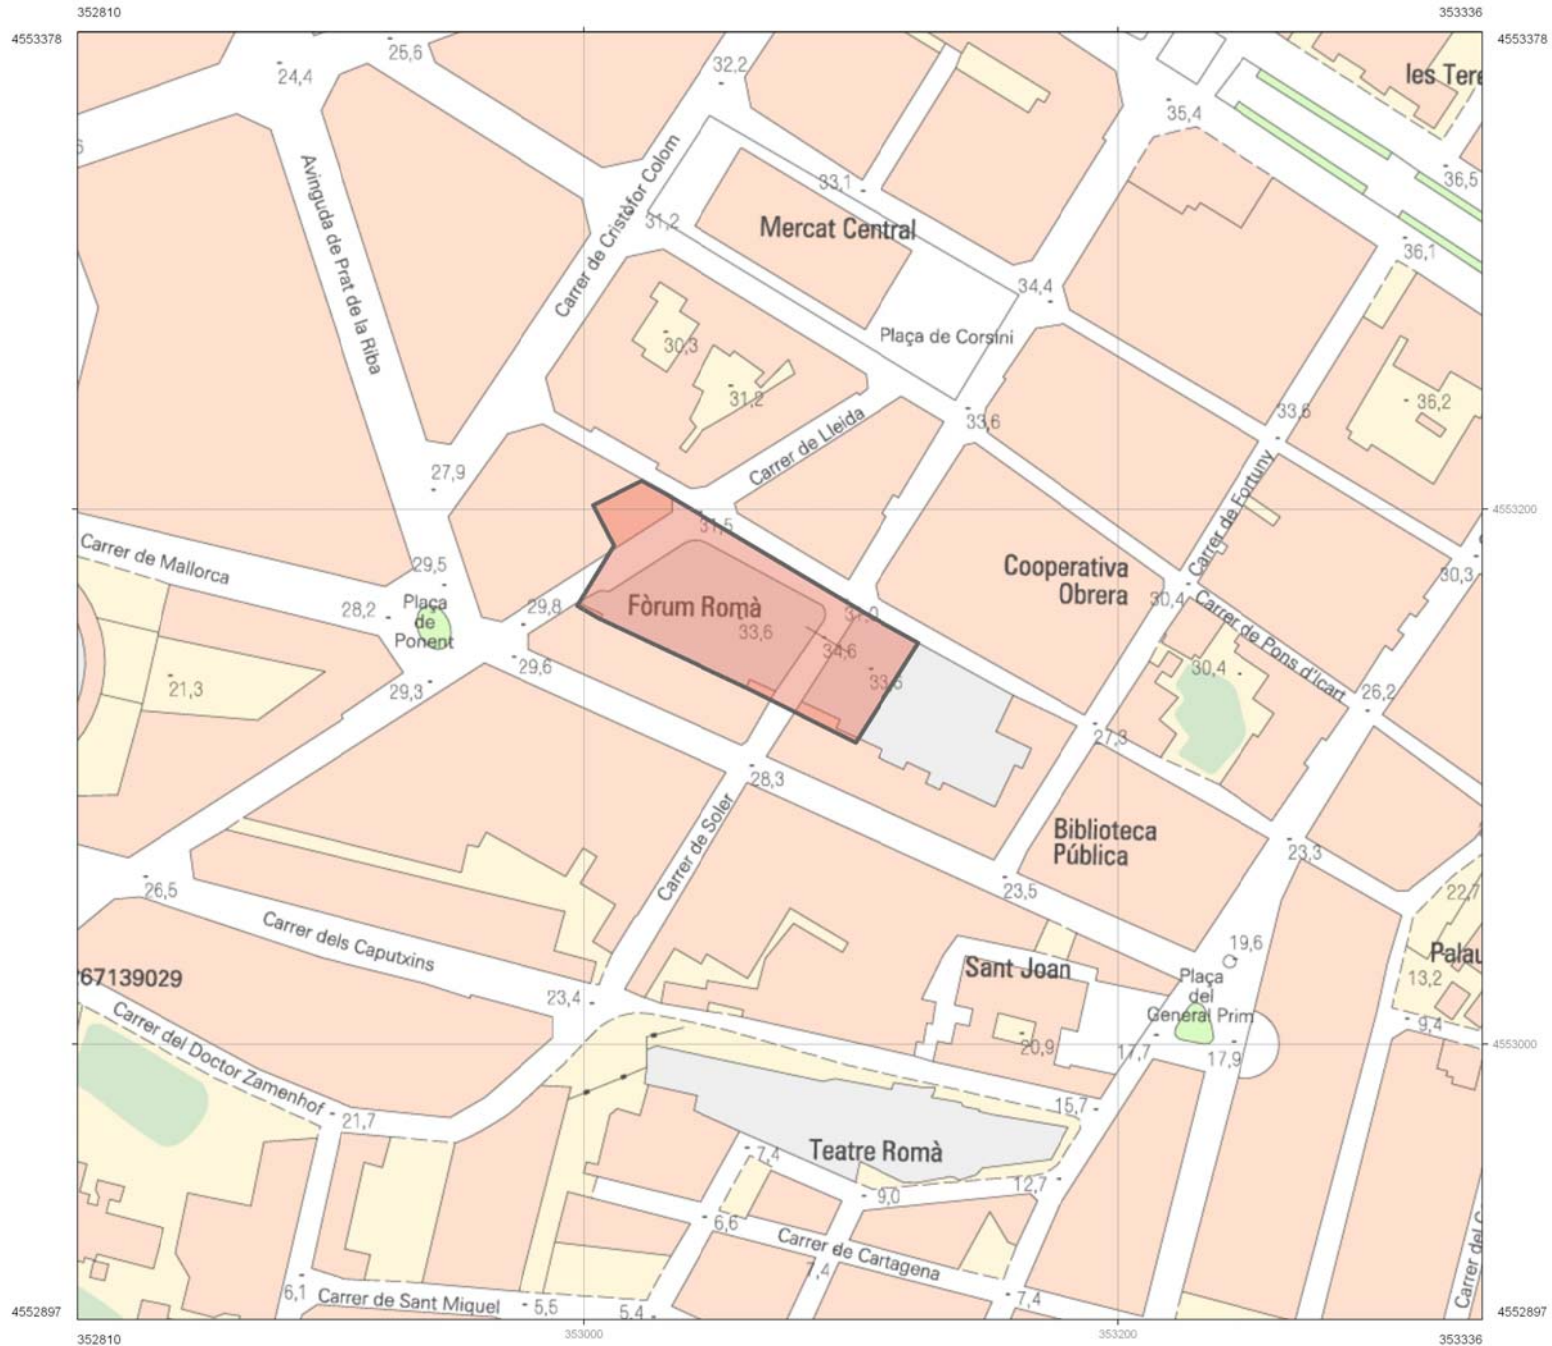 352810
353336
4553378
4553378
25,6
32,2
les Tere
24,4
35,4
33,1
36,5
Avinguda de Prat de la Riba
Carrer de Cristòfor Colom
31,2
Mercat Central
36,1
34,4
30,3
Plaça de Corsini
31,2
36,2
33,6
33,6
Carrer de Lleida
27,9
Carrer de Fortuny
4553200
31,5
Carrer de Mallorca
29,5
Cooperativa
Obrera
30,3
28,2
Plaça
de
Ponent
29,8
Fòrum Romà
33,6
31,0
30,4
Carrer de Pons d'Icart
34,6
29,6
30,4
21,3
29,3
33,6
26,2
27,3
28,3
Biblioteca
Pública
23,3
Carrer de Soler
26,5
23,5
22,7
Carrer dels Caputxins
19,6
Palau
67139029
Sant Joan
Plaça
del
General Prim
13,2
23,4
Carrer del Doctor Zamenhof
9,4
20,9
17,7
17,9
4553000
21,7
15,7
Teatre Romà
7,4
12,7
9,0
6,6
Carrer de Cartagena
7,4
6,1
Carrer de Sant Miquel
5,5
5,4
7,4
Carrer del C
4552897
4552897
352810
353000
353200
353336